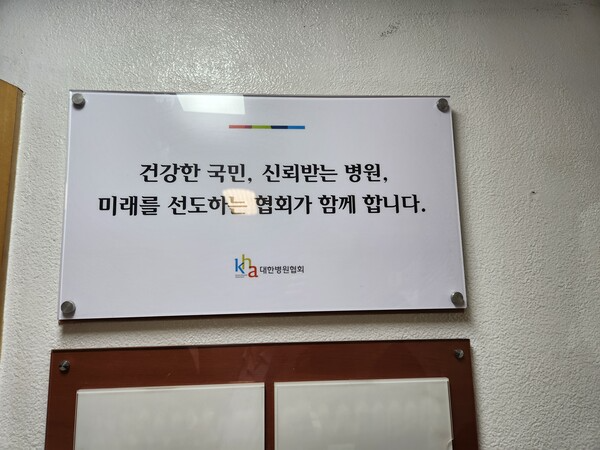 건강한 국민, 신뢰받는 병원,
미래를 선도하는 협회가 함께 합니다.
kha 대한병원협회